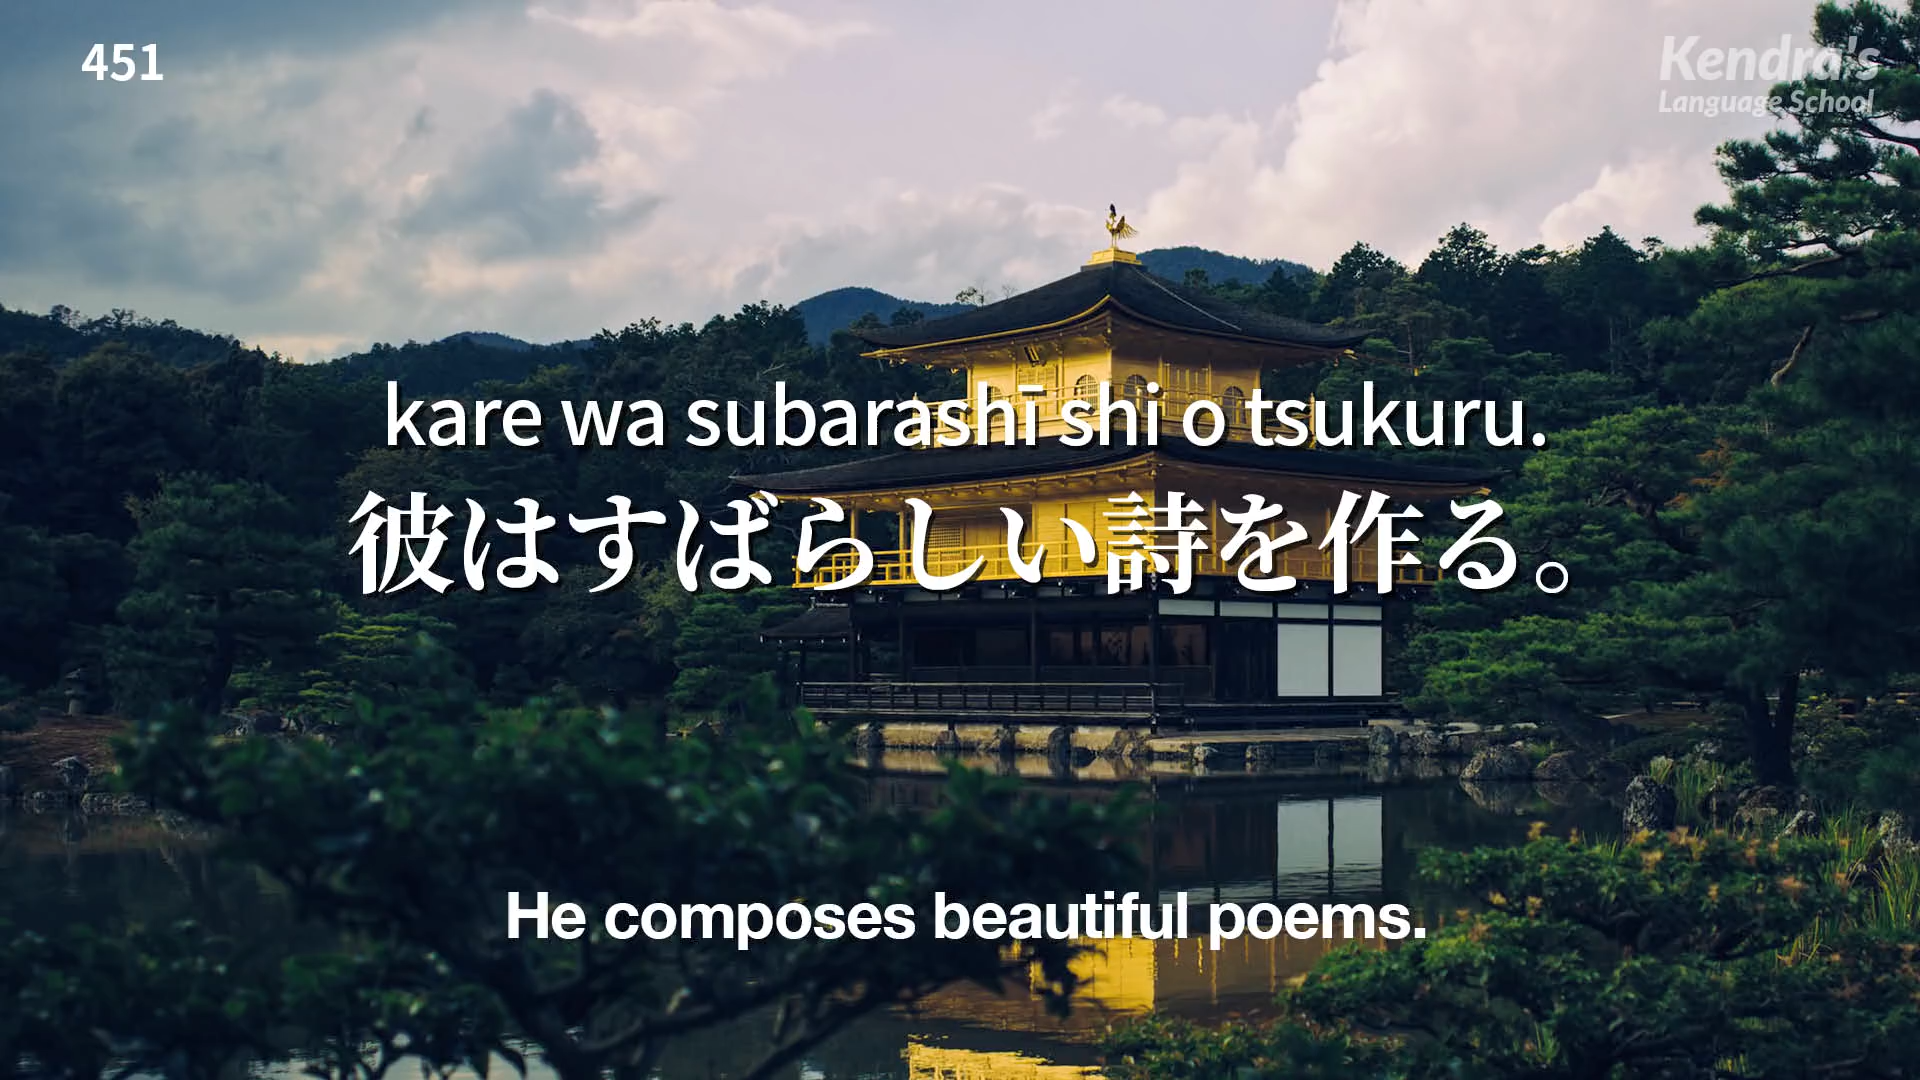 451
Kendra's
Language School
kare wa subarashī shi o tsukuru.
彼はすばらしい詩を作る。
He composes beautiful poems.